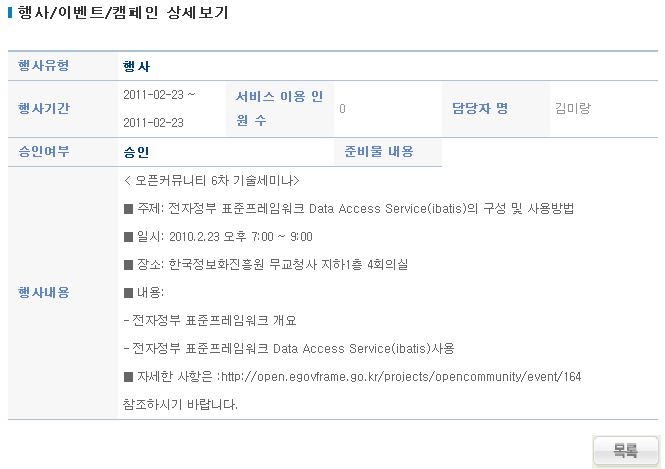 행사/이벤트/캠페인 상세보기
행사유형 행사
행사기간 2011-02-23 ~ 2011-02-23 서비스 이용 인원 수 0 담당자 명 김미랑
승인여부 승인 준비물 내용
행사내용
< 오픈커뮤니티 6차 기술세미나>
■ 주제: 전자정부 표준프레임워크 Data Access Service(ibatis)의 구성 및 사용방법
■ 일시: 2010.2.23 오후 7:00 ~ 9:00
■ 장소: 한국정보화진흥원 무교청사 지하1층 4회의실
■ 내용:
- 전자정부 표준프레임워크 개요
- 전자정부 표준프레임워크 Data Access Service(ibatis)사용
■ 자세한 사항은 :http://open.egovframe.go.kr/projects/opencommunity/event/164
참조하시기 바랍니다.
목록